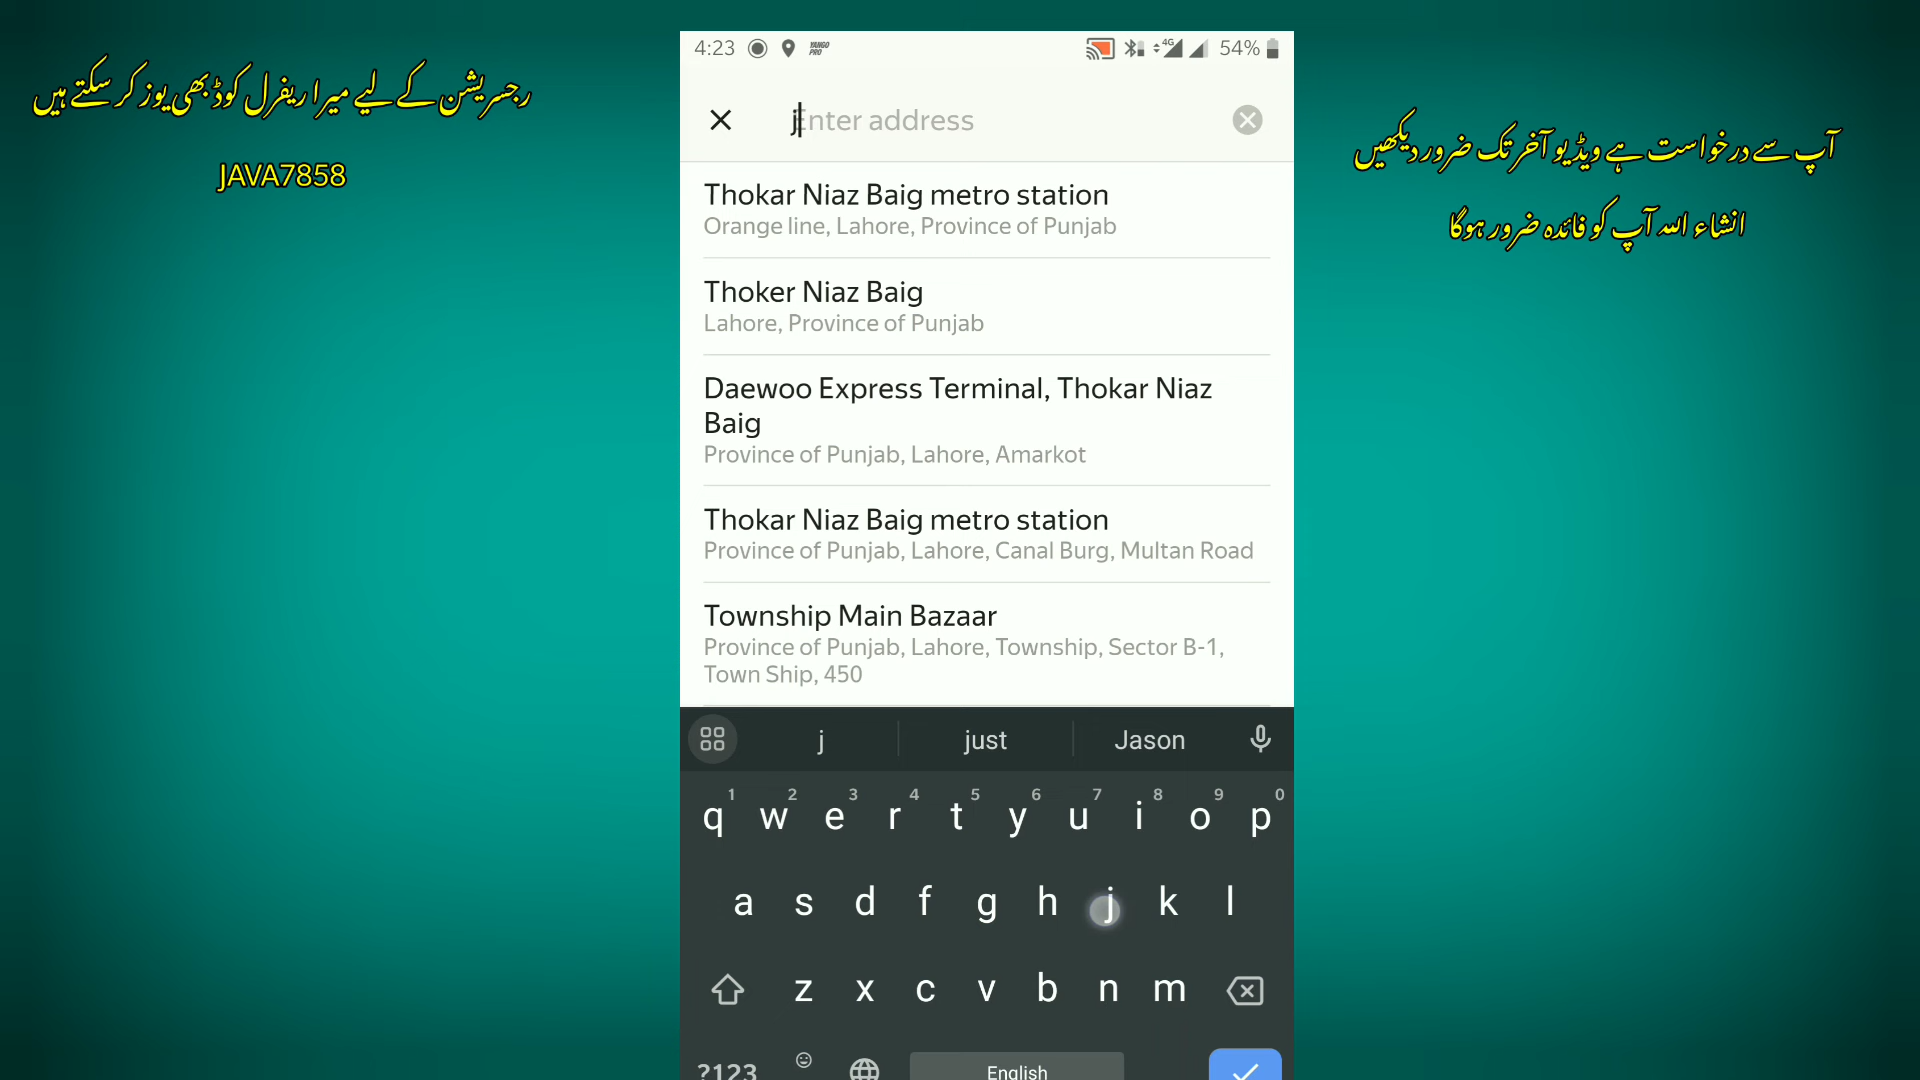 رجسریشن کے لیے میرا ریفرل کوڈ بھی یوز کر سکتے ہیں
JAVA7858
آپ سے درخواست ہے ویڈیو آخر تک ضرور دیکھیں
انشاء اللہ آپ کو فائدہ ضرور ہوگا
4:23 YANGO PRO 4G 54%
j Enter address
Thokar Niaz Baig metro station
Orange line, Lahore, Province of Punjab
Thoker Niaz Baig
Lahore, Province of Punjab
Daewoo Express Terminal, Thokar Niaz
Baig
Province of Punjab, Lahore, Amarkot
Thokar Niaz Baig metro station
Province of Punjab, Lahore, Canal Burg, Multan Road
Township Main Bazaar
Province of Punjab, Lahore, Township, Sector B-1,
Town Ship, 450
j just Jason
1 2 3 4 5 6 7 8 9 0
q w e r t y u i o p
a s d f g h j k l
z x c v b n m
?123 English